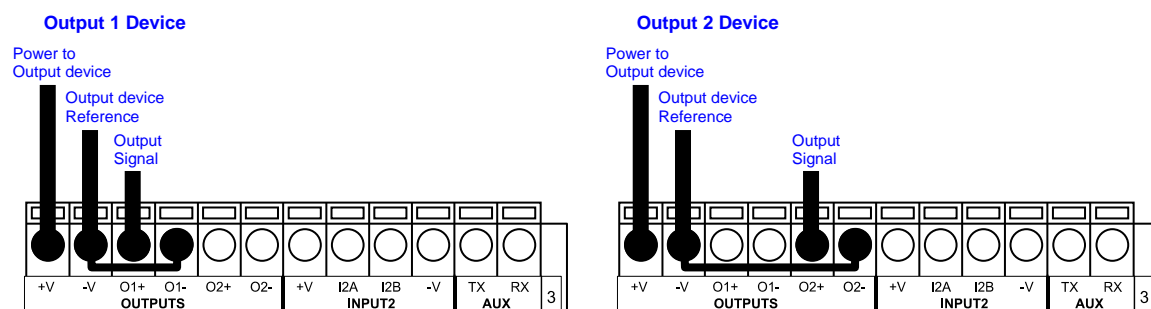 Output 1 Device
Power to
Output device
Output device
Reference
Output
Signal
+V -V O1+ O1- O2+ O2- +V I2A I2B -V TX RX 3
OUTPUTS INPUT2 AUX
Output 2 Device
Power to
Output device
Output device
Reference
Output
Signal
+V -V O1+ O1- O2+ O2- +V I2A I2B -V TX RX 3
OUTPUTS INPUT2 AUX